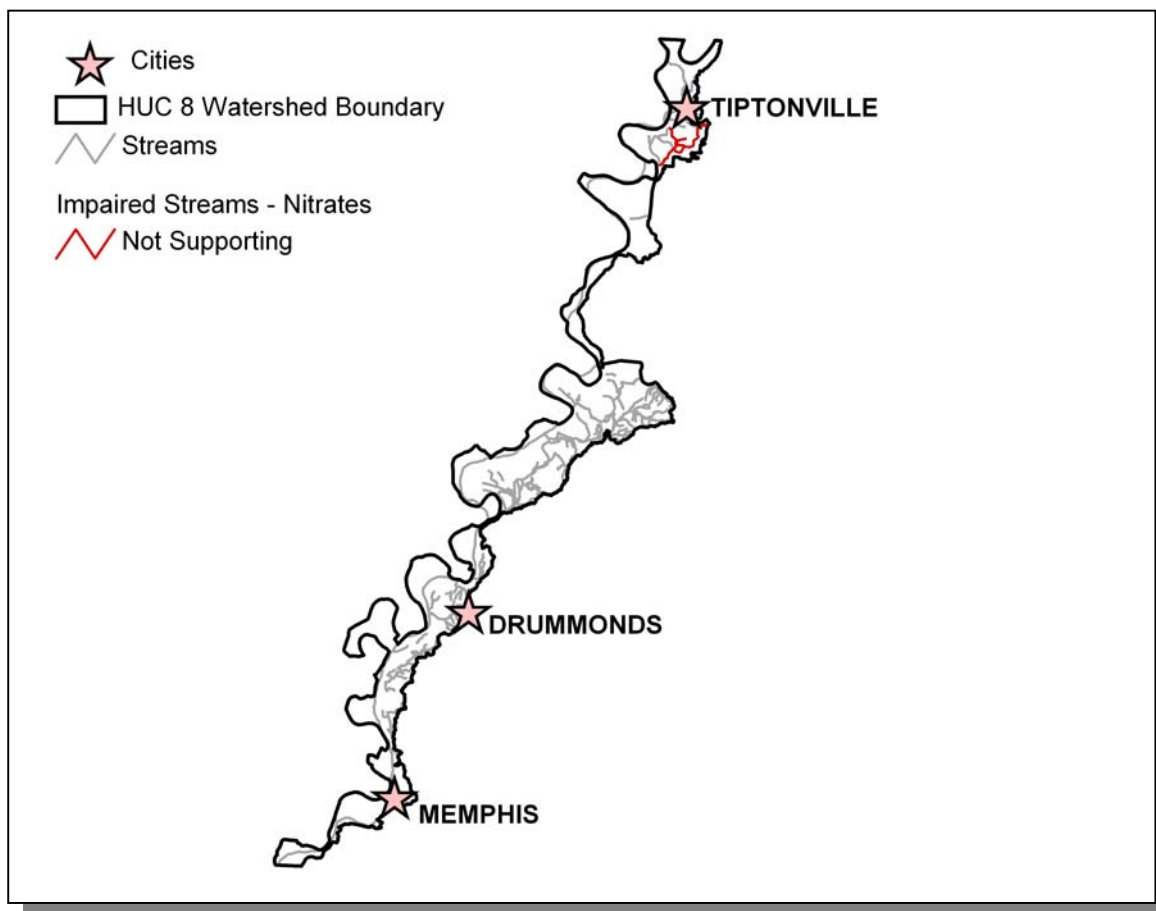 Cities
HUC 8 Watershed Boundary
Streams
Impaired Streams - Nitrates
Not Supporting
TIPTONVILLE
DRUMMONDS
MEMPHIS